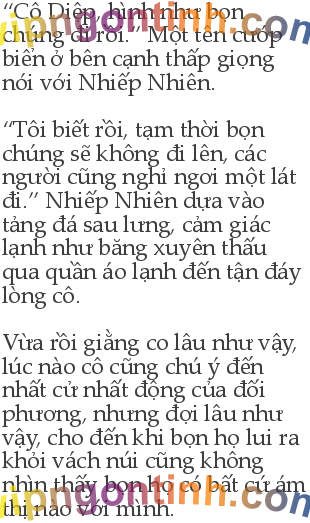 “Cô Diệp, hình như bọn
chúng đi rồi.” Một tên cướp
biển ở bên cạnh thấp giọng
nói với Nhiếp Nhiên.
“Tôi biết rồi, tạm thời bọn
chúng sẽ không đi lên, các
người cũng nghỉ ngơi một lát
đi.” Nhiếp Nhiên dựa vào
tảng đá sau lưng, cảm giác
lạnh như băng xuyên thấu
qua quần áo lạnh đến tận đáy
lòng cô.
Vừa rồi giằng co lâu như vậy,
lúc nào cô cũng chú ý đến
nhất cử nhất động của đối
phương, nhưng đợi lâu như
vậy, cho đến khi bọn họ lui ra
khỏi vách núi cũng không
nhìn thấy bọn họ có bất cứ ám
thị nào với mình.
vipngontinh.com
vipngontinh.com